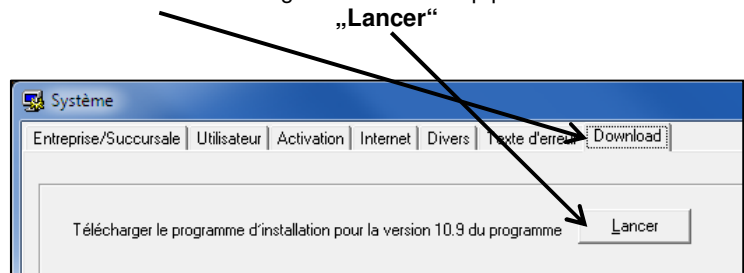 „Lancer“
Système
Entreprise/Succursale Utilisateur Activation Internet Divers Texte d'erreur Download
Télécharger le programme d'installation pour la version 10.9 du programme Lancer